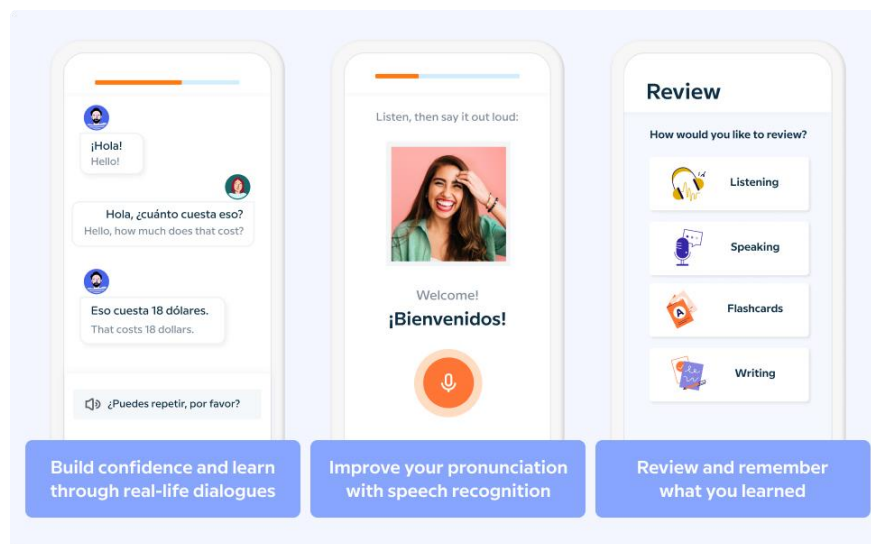 ¡Hola!
Hello!
Hola, ¿cuánto cuesta eso?
Hello, how much does that cost?
Eso cuesta 18 dólares.
That costs 18 dollars.
¿Puedes repetir, por favor?
Build confidence and learn
through real-life dialogues
Listen, then say it out loud:
Welcome!
¡Bienvenidos!
Improve your pronunciation
with speech recognition
Review
How would you like to review?
Listening
Speaking
A
Flashcards
Writing
Review and remember
what you learned